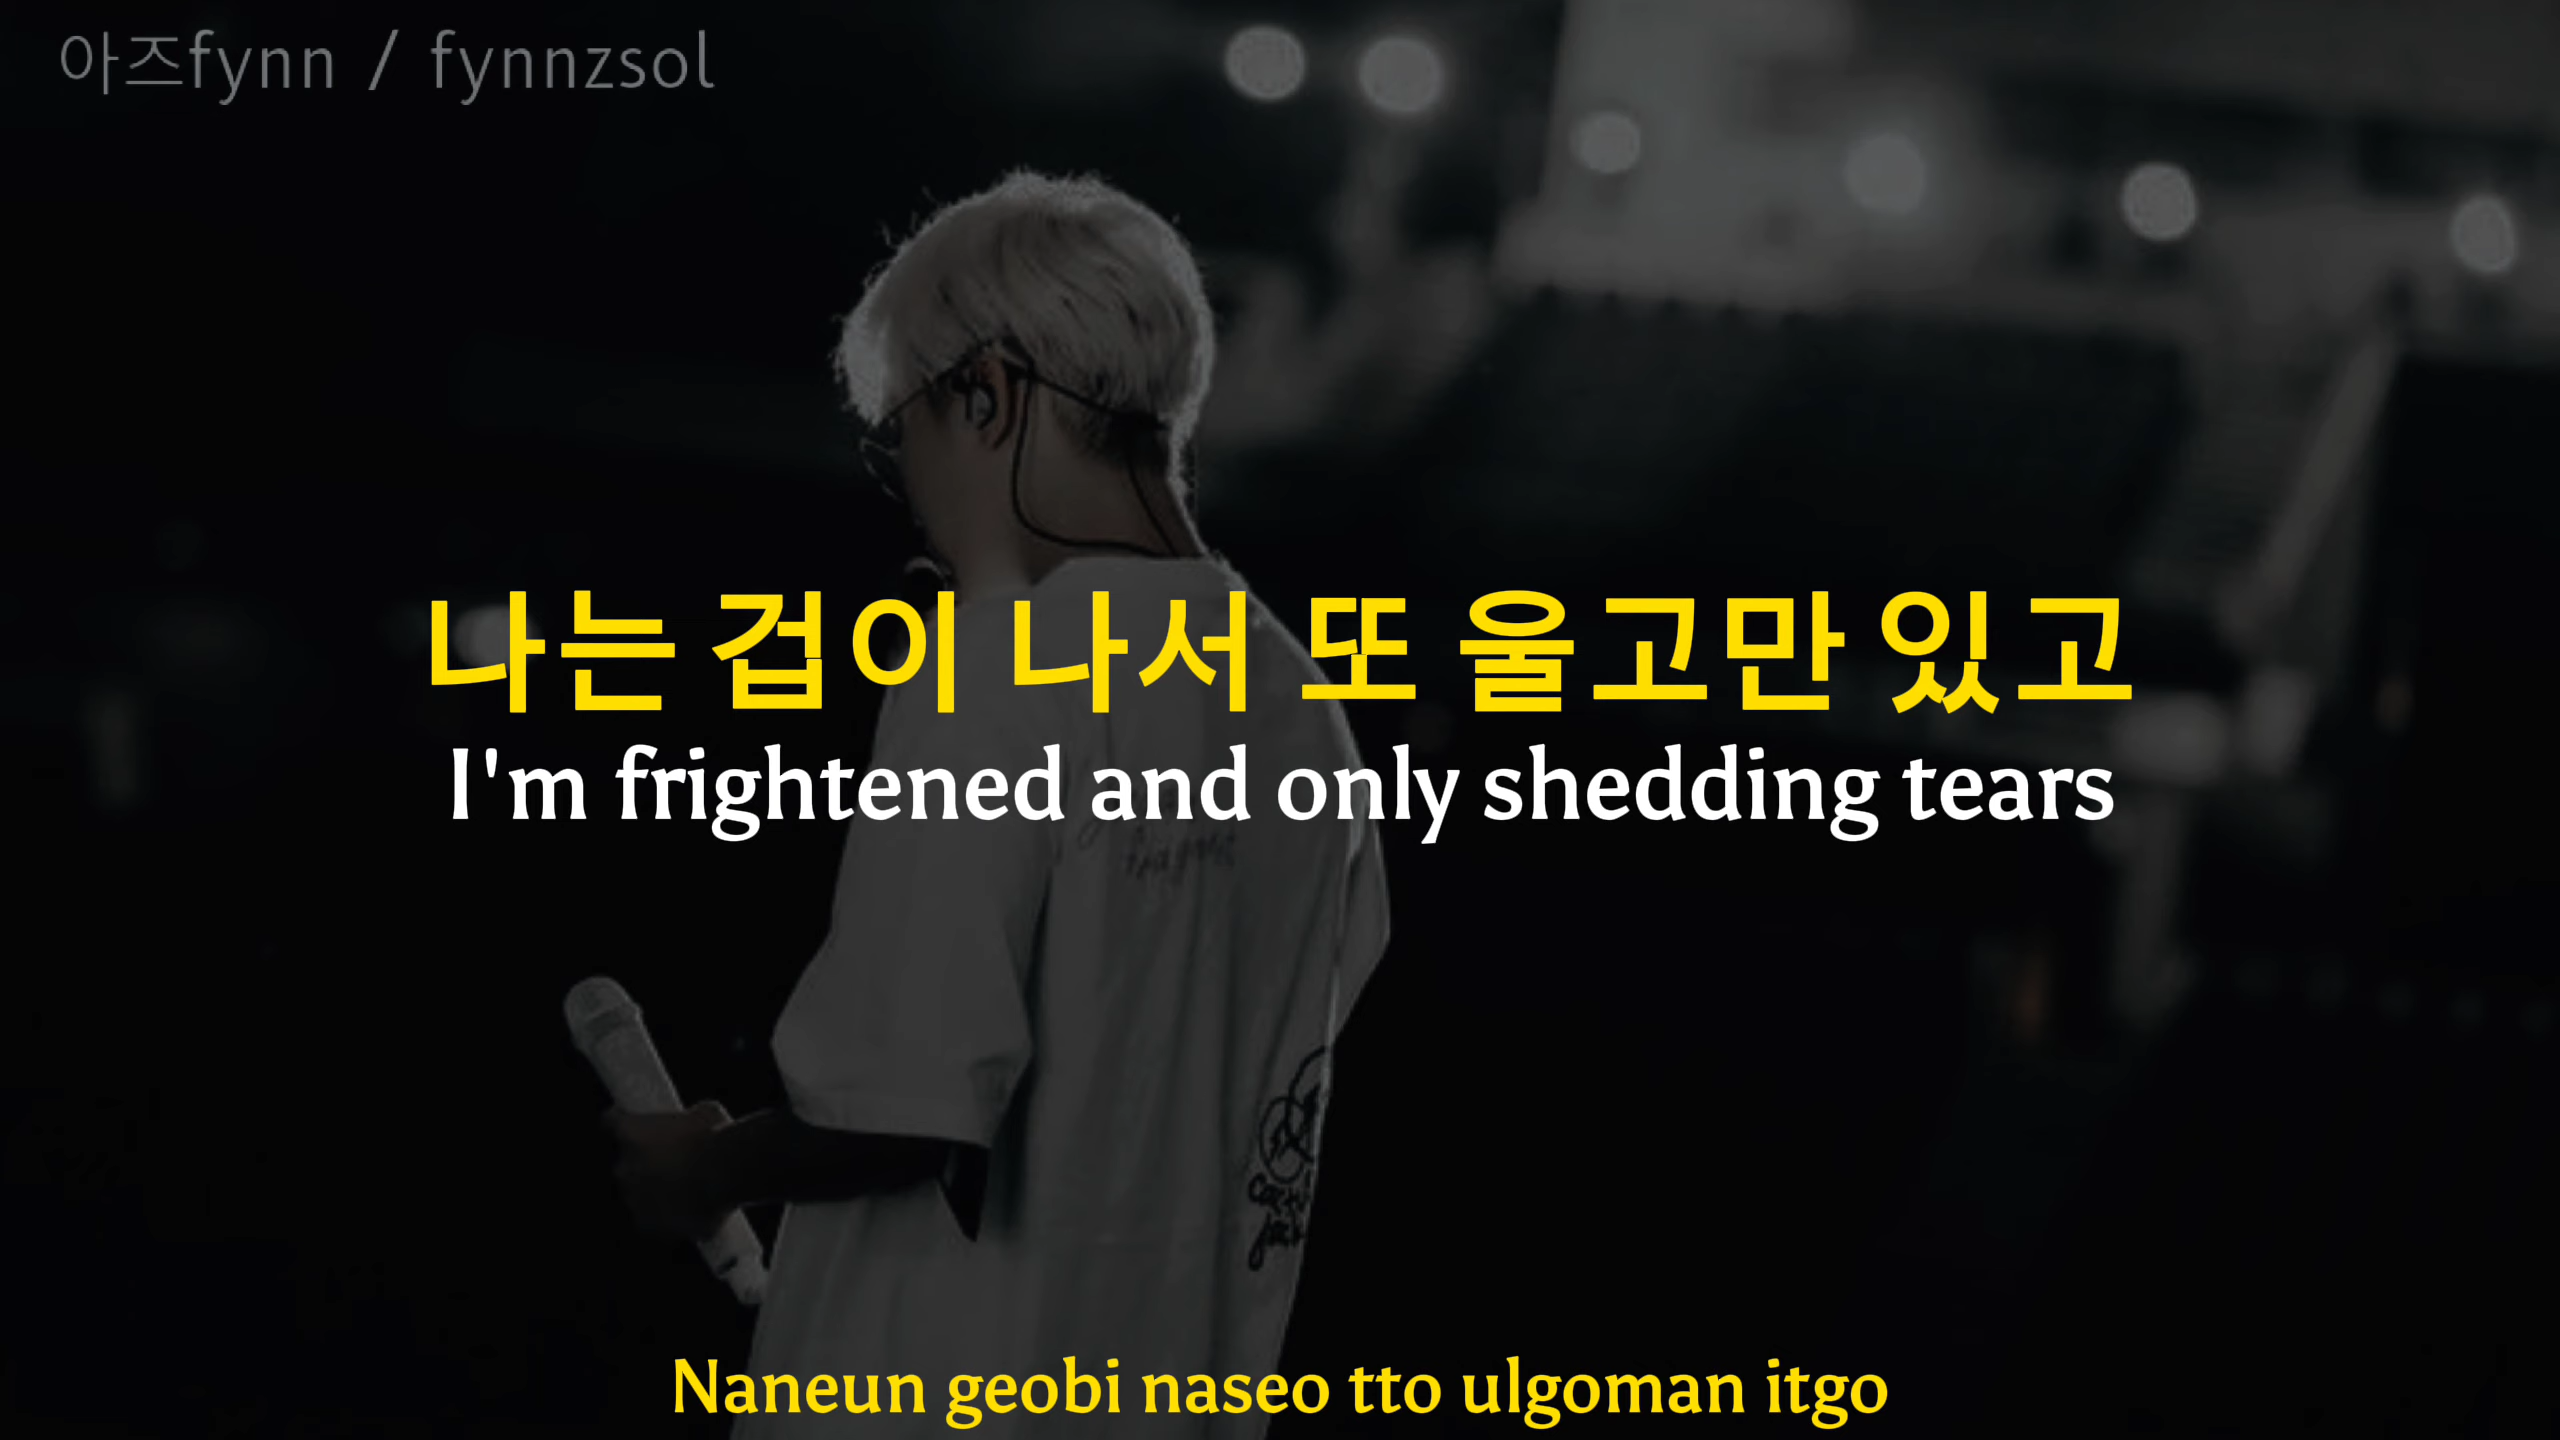 아즈fynn / fynnzsol
나는 겁이 나서 또 울고만 있고
I'm frightened and only shedding tears
Naneun geobi naseo tto ulgoman itgo